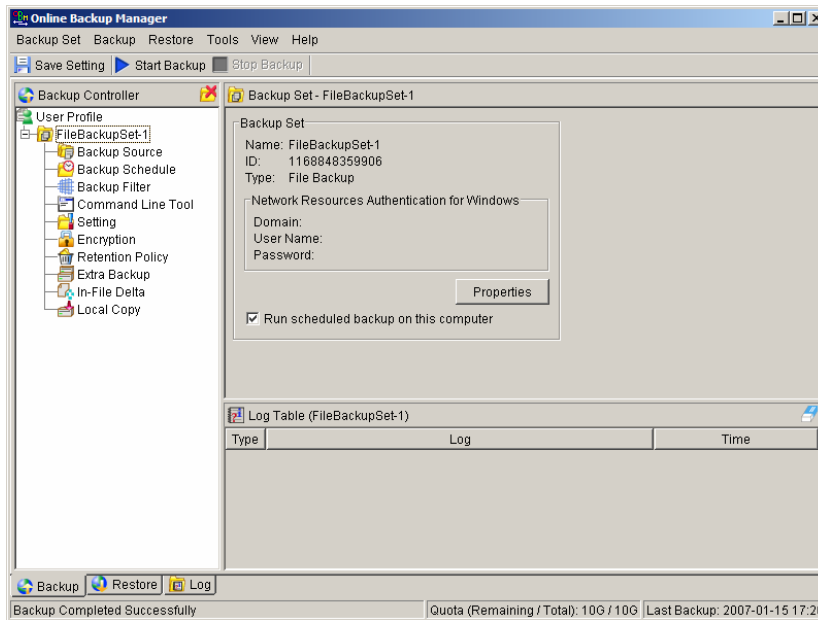 Online Backup Manager
Backup Set Backup Restore Tools View Help
Save Setting Start Backup Stop Backup
Backup Controller
Backup Set - FileBackupSet-1
User Profile
FileBackupSet-1
Backup Source
Backup Schedule
Backup Filter
Command Line Tool
Setting
Encryption
Retention Policy
Extra Backup
In-File Delta
Local Copy
Backup Set
Name: FileBackupSet-1
ID: 1168848359906
Type: File Backup
Network Resources Authentication for Windows
Domain:
User Name:
Password:
Properties
Run scheduled backup on this computer
Log Table (FileBackupSet-1)
Type Log Time
Backup Restore Log
Backup Completed Successfully Quota (Remaining / Total): 10G / 10G Last Backup: 2007-01-15 17:2